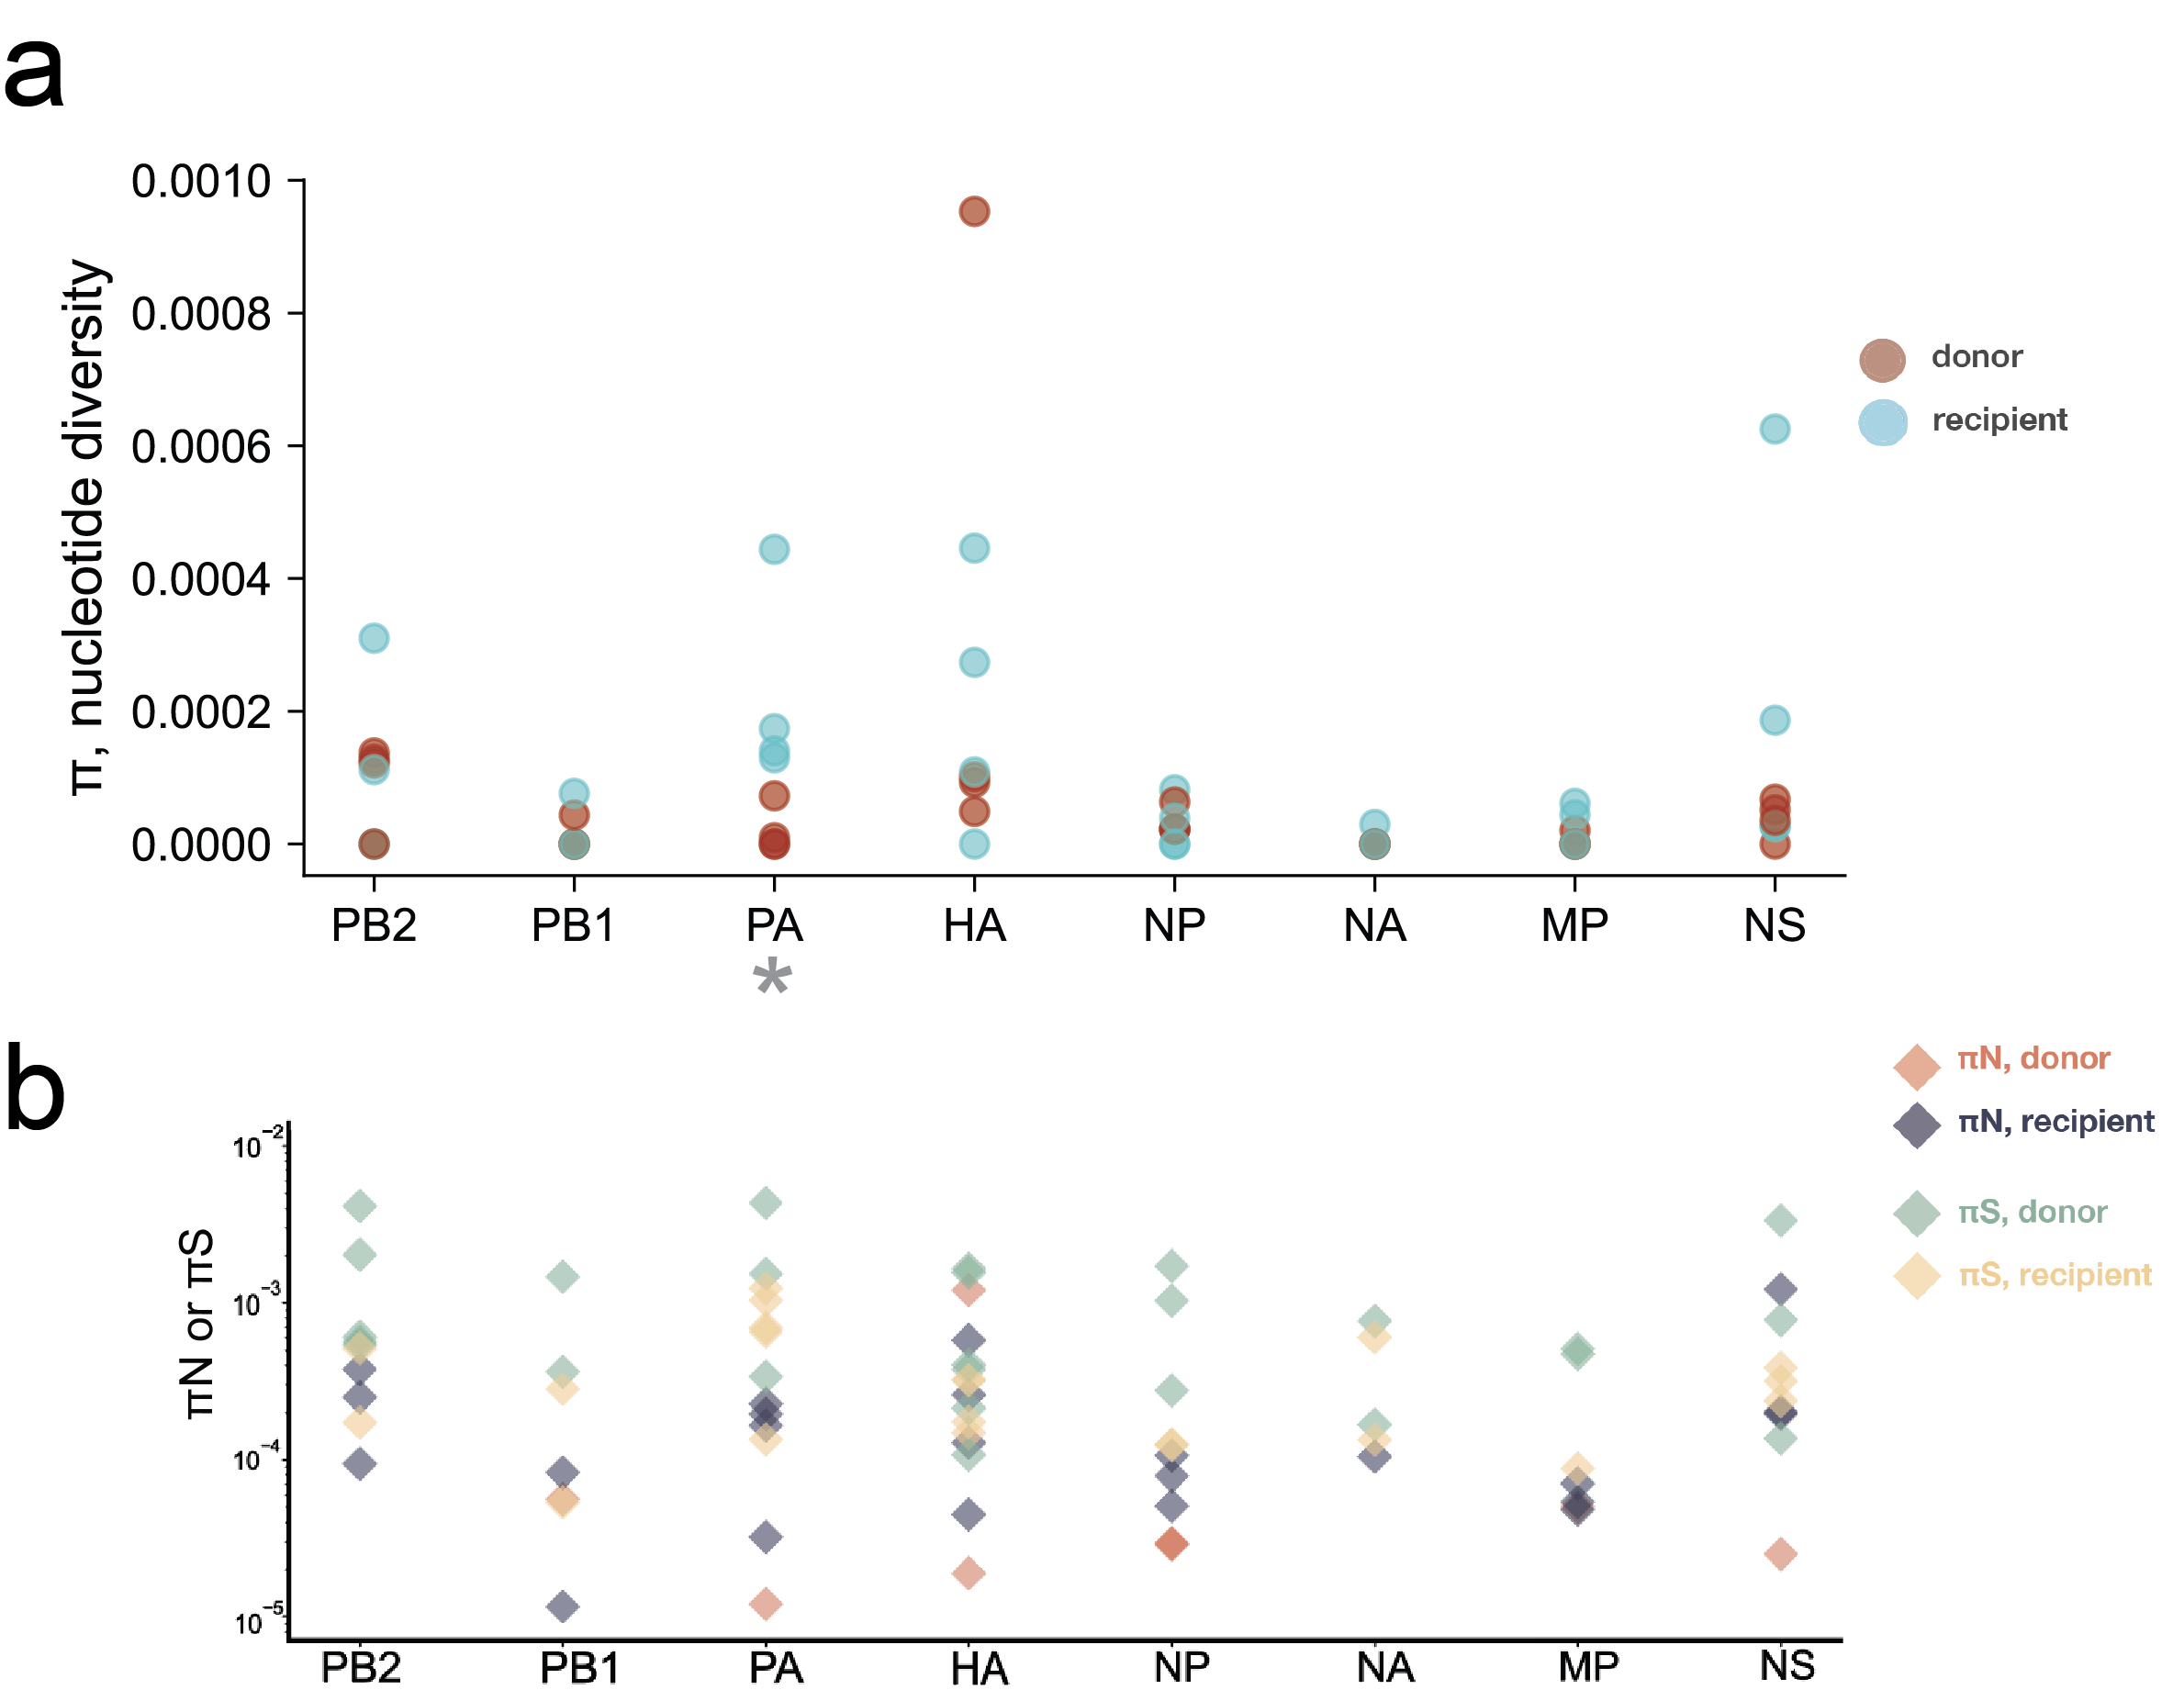 a
π, nucleotide diversity
0.0010
0.0008
0.0006
0.0004
0.0002
0.0000
donor
recipient
PB2 PB1 PA HA NP NA MP NS
*
b
πN or πS
10⁻²
10⁻³
10⁻⁴
10⁻⁵
πN, donor
πN, recipient
πS, donor
πS, recipient
PB2 PB1 PA HA NP NA MP NS